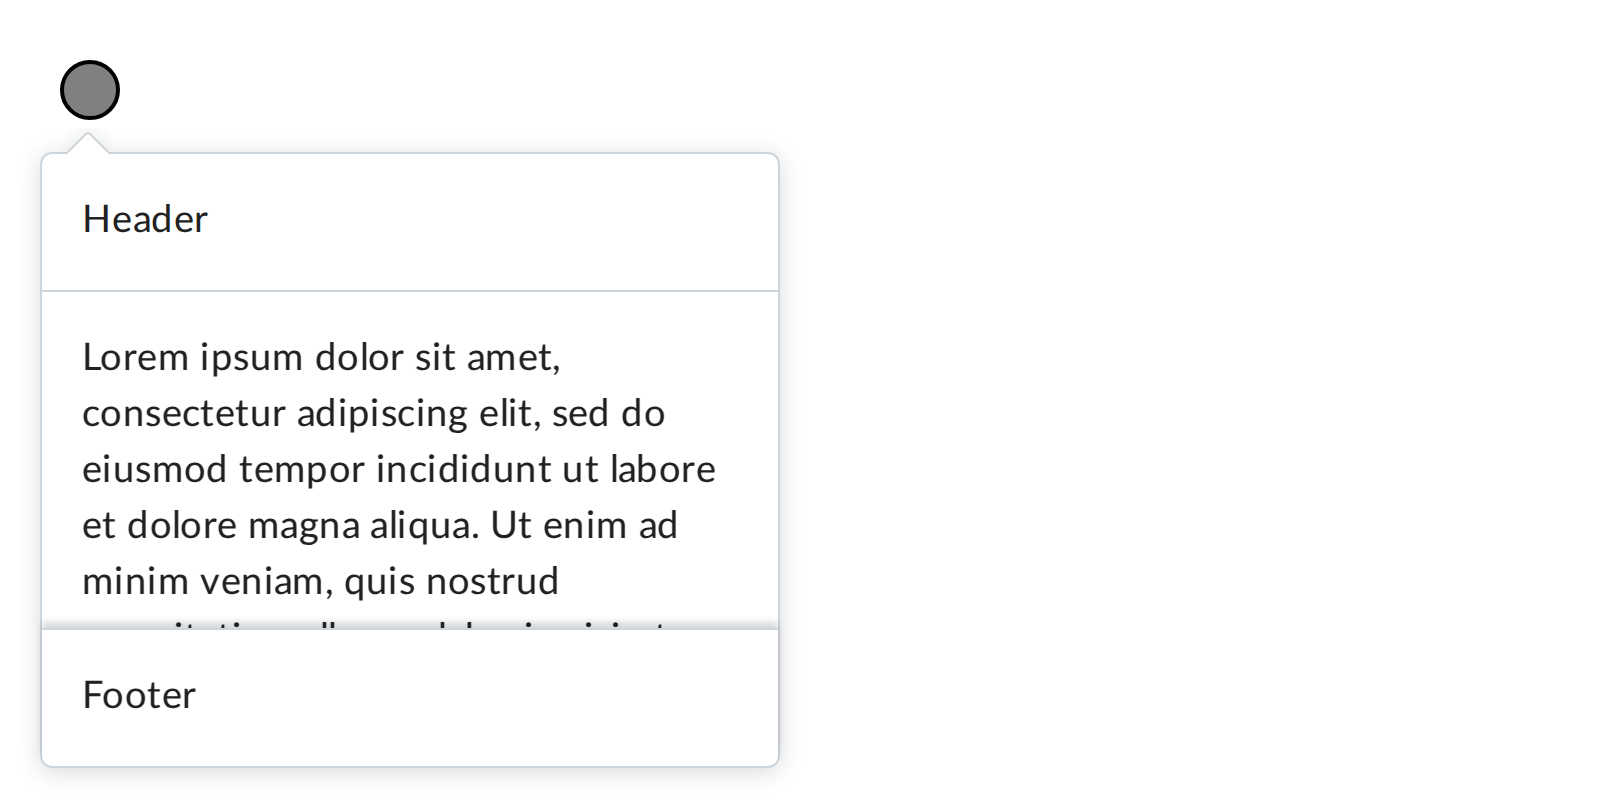 Header
Lorem ipsum dolor sit amet,
consectetur adipiscing elit, sed do
eiusmod tempor incididunt ut labore
et dolore magna aliqua. Ut enim ad
minim veniam, quis nostrud
Footer